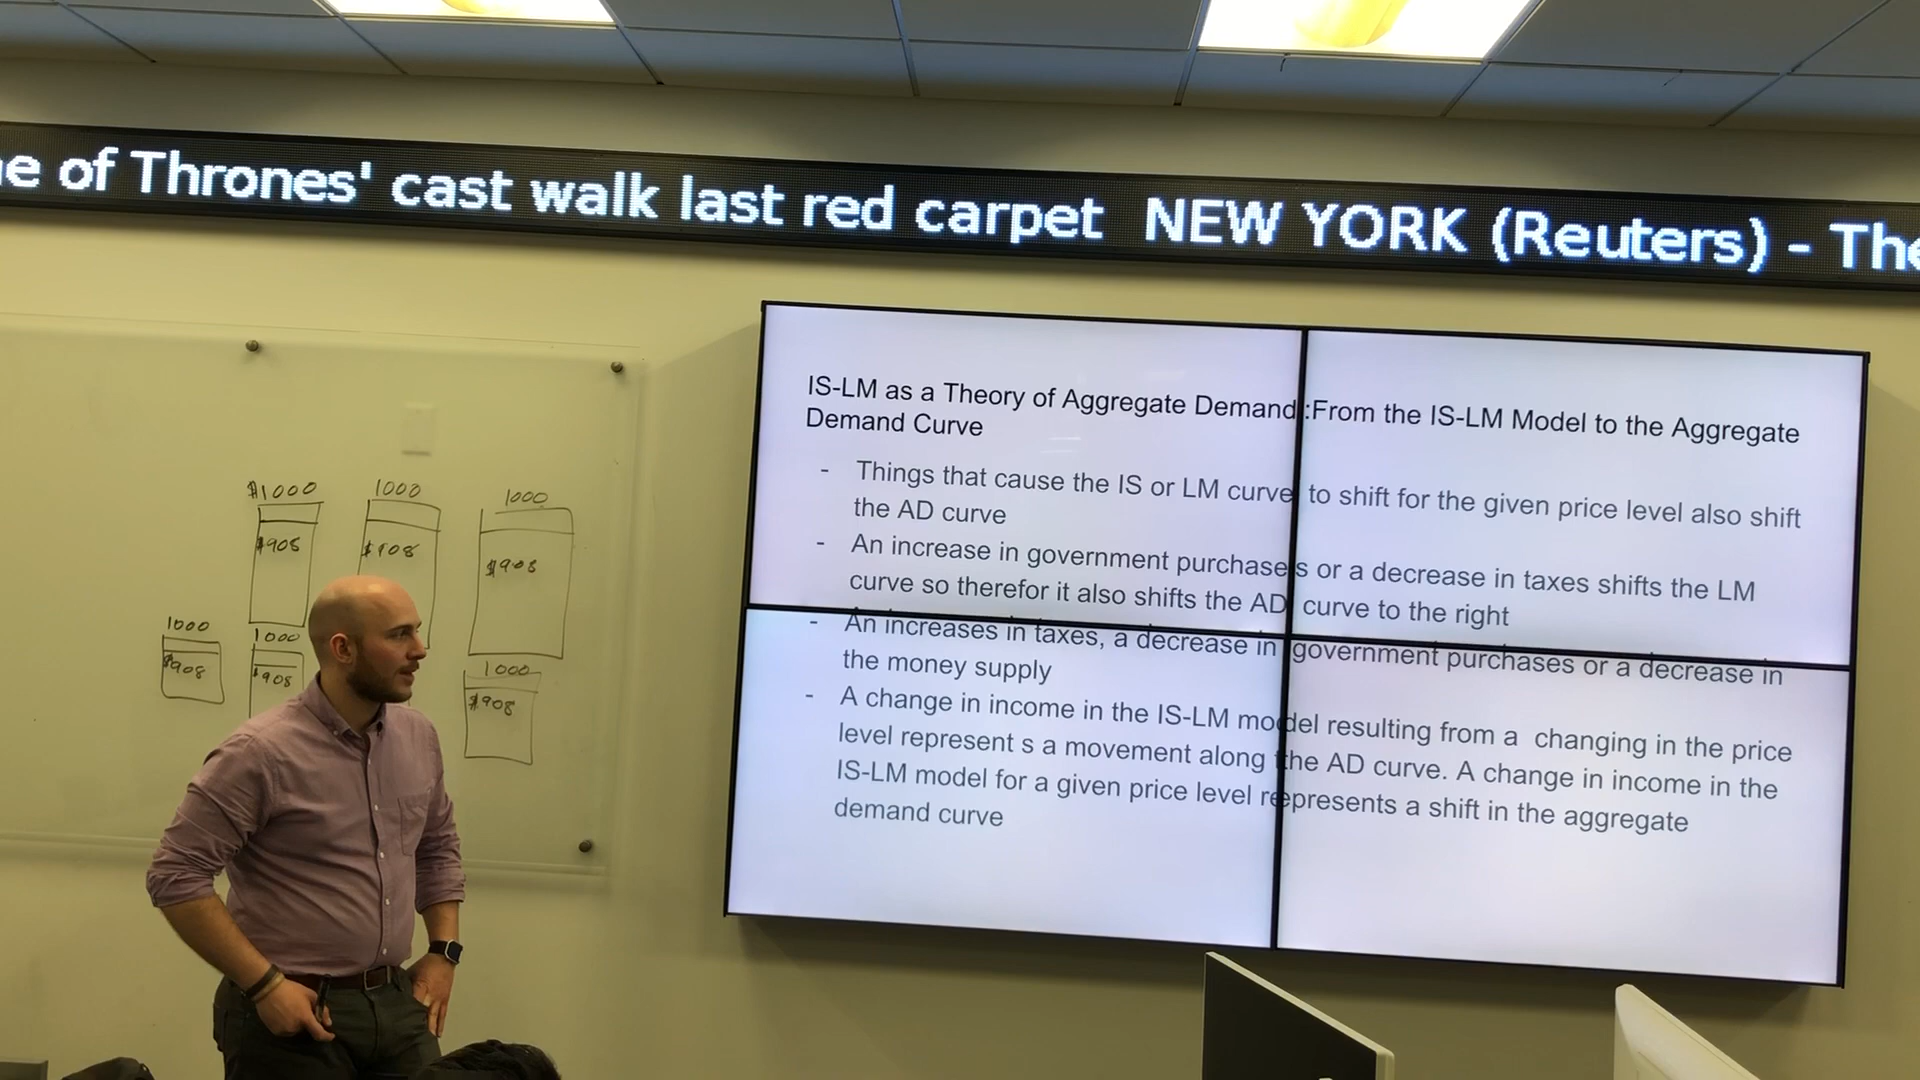 of Thrones' cast walk last red carpet NEW YORK (Reuters) - The
IS-LM as a Theory of Aggregate Demand :From the IS-LM Model to the Aggregate
Demand Curve
- Things that cause the IS or LM curve to shift for the given price level also shift
the AD curve
- An increase in government purchases or a decrease in taxes shifts the LM
curve so therefor it also shifts the AD curve to the right
- An increases in taxes, a decrease in government purchases or a decrease in
the money supply
- A change in income in the IS-LM model resulting from a changing in the price
level represent s a movement along the AD curve. A change in income in the
IS-LM model for a given price level represents a shift in the aggregate
demand curve
$1000 1000 1000
$908 $908 $908
1000 1000 1000
$908 $908 $908